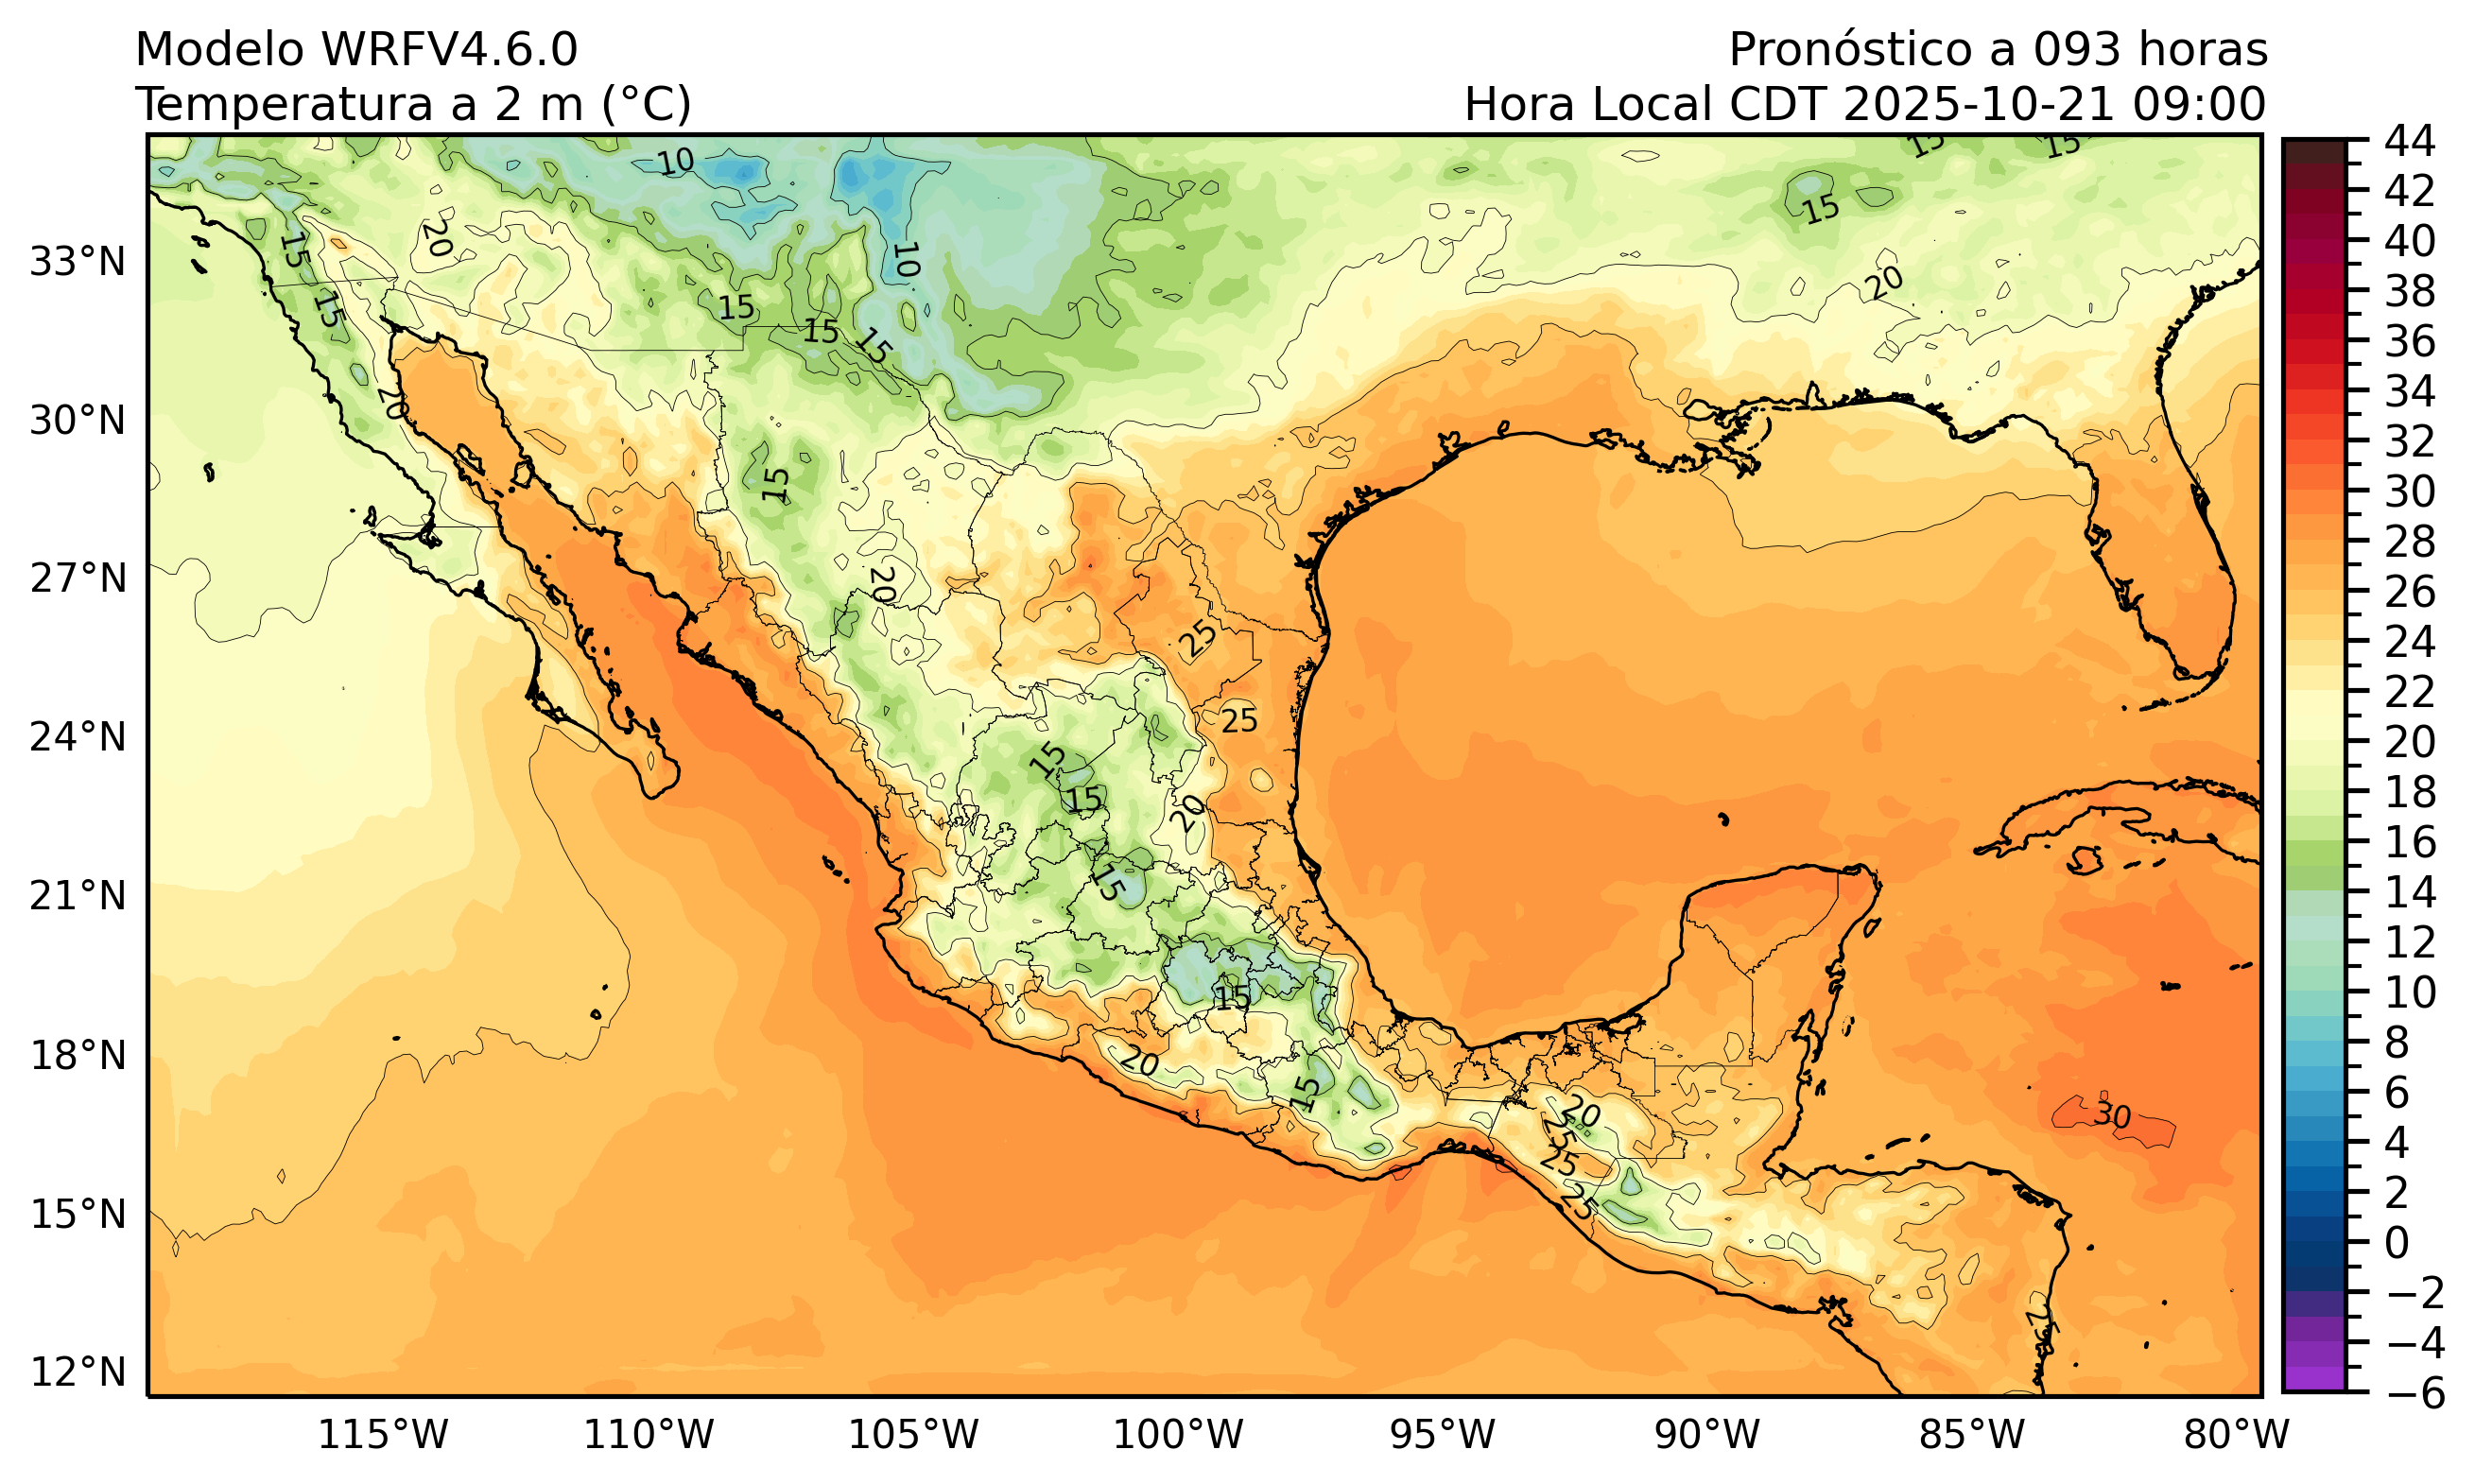 Modelo WRFV4.6.0
Pronóstico a 093 horas
Temperatura a 2 m (°C)
Hora Local CDT 2025-10-21 09:00
44
42
40
38
36
34
32
30
28
26
24
22
20
18
16
14
12
10
8
6
4
2
0
−2
−4
−6
33°N
30°N
27°N
24°N
21°N
18°N
15°N
12°N
115°W
110°W
105°W
100°W
95°W
90°W
85°W
80°W
10
15
15
15
20
15
10
20
15
15
15
15
20
15
20
25
25
15
15
20
15
15
20
15
20
25
25
25
30
25